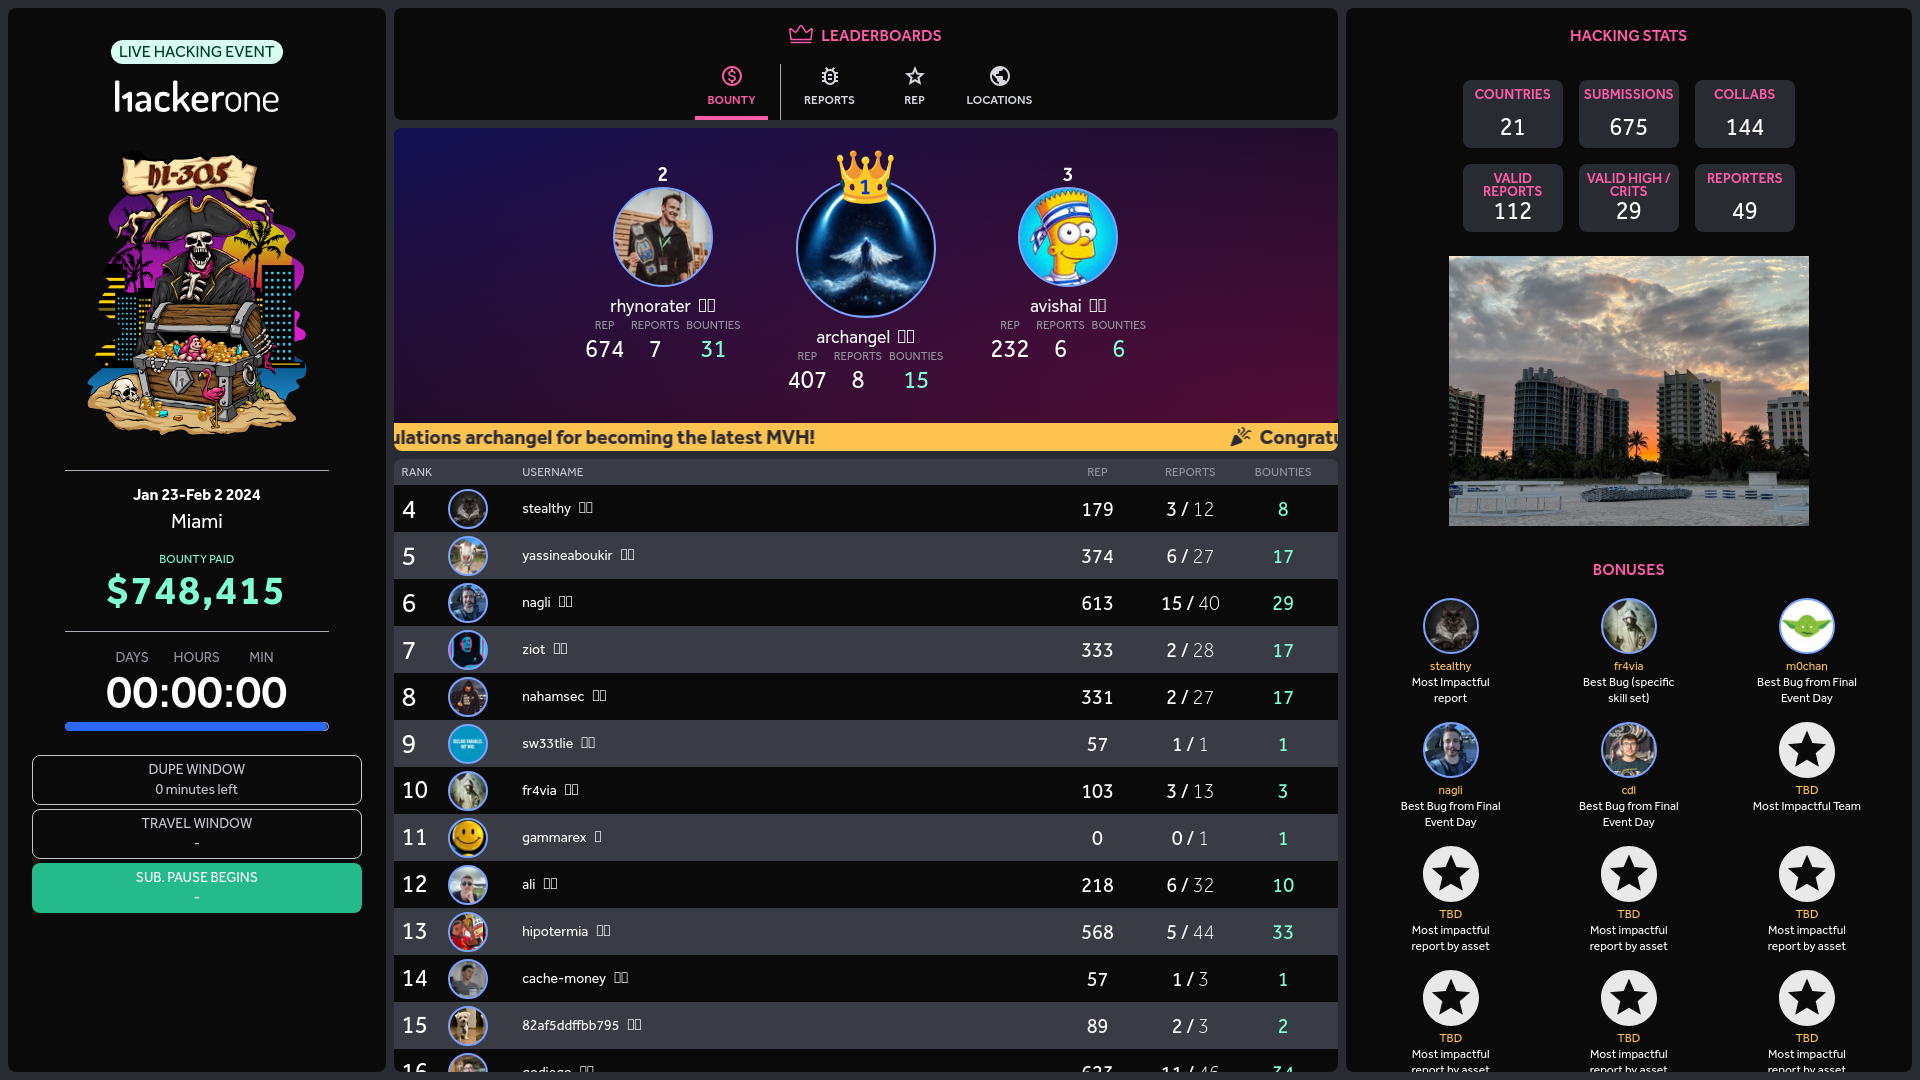 LIVE HACKING EVENT
hackerone
h1-305
Jan 23-Feb 2 2024
Miami
BOUNTY PAID
$748,415
DAYS HOURS MIN
00:00:00
DUPE WINDOW
0 minutes left
TRAVEL WINDOW
-
SUB. PAUSE BEGINS
-
LEADERBOARDS
BOUNTY REPORTS REP LOCATIONS
2
rhynorater
REP REPORTS BOUNTIES
674 7 31
1
archangel
REP REPORTS BOUNTIES
407 8 15
3
avishai
REP REPORTS BOUNTIES
232 6 6
ulations archangel for becoming the latest MVH! Congratu
RANK USERNAME REP REPORTS BOUNTIES
4 stealthy 179 3 / 12 8
5 yassineaboukir 374 6 / 27 17
6 nagli 613 15 / 40 29
7 ziot 333 2 / 28 17
8 nahamsec 331 2 / 27 17
9 sw33tlie 57 1 / 1 1
10 fr4via 103 3 / 13 3
11 gammarex 0 0 / 1 1
12 ali 218 6 / 32 10
13 hipotermia 568 5 / 44 33
14 cache-money 57 1 / 3 1
15 82af5ddffbb795 89 2 / 3 2
HACKING STATS
COUNTRIES
21
SUBMISSIONS
675
COLLABS
144
VALID
REPORTS
112
VALID HIGH /
CRITS
29
REPORTERS
49
BONUSES
stealthy
Most Impactful
report
fr4via
Best Bug (specific
skill set)
m0chan
Best Bug from Final
Event Day
nagli
Best Bug from Final
Event Day
cdl
Best Bug from Final
Event Day
TBD
Most Impactful Team
TBD
Most impactful
report by asset
TBD
Most impactful
report by asset
TBD
Most impactful
report by asset
TBD
Most impactful
report by asset
TBD
Most impactful
report by asset
TBD
Most impactful
report by asset